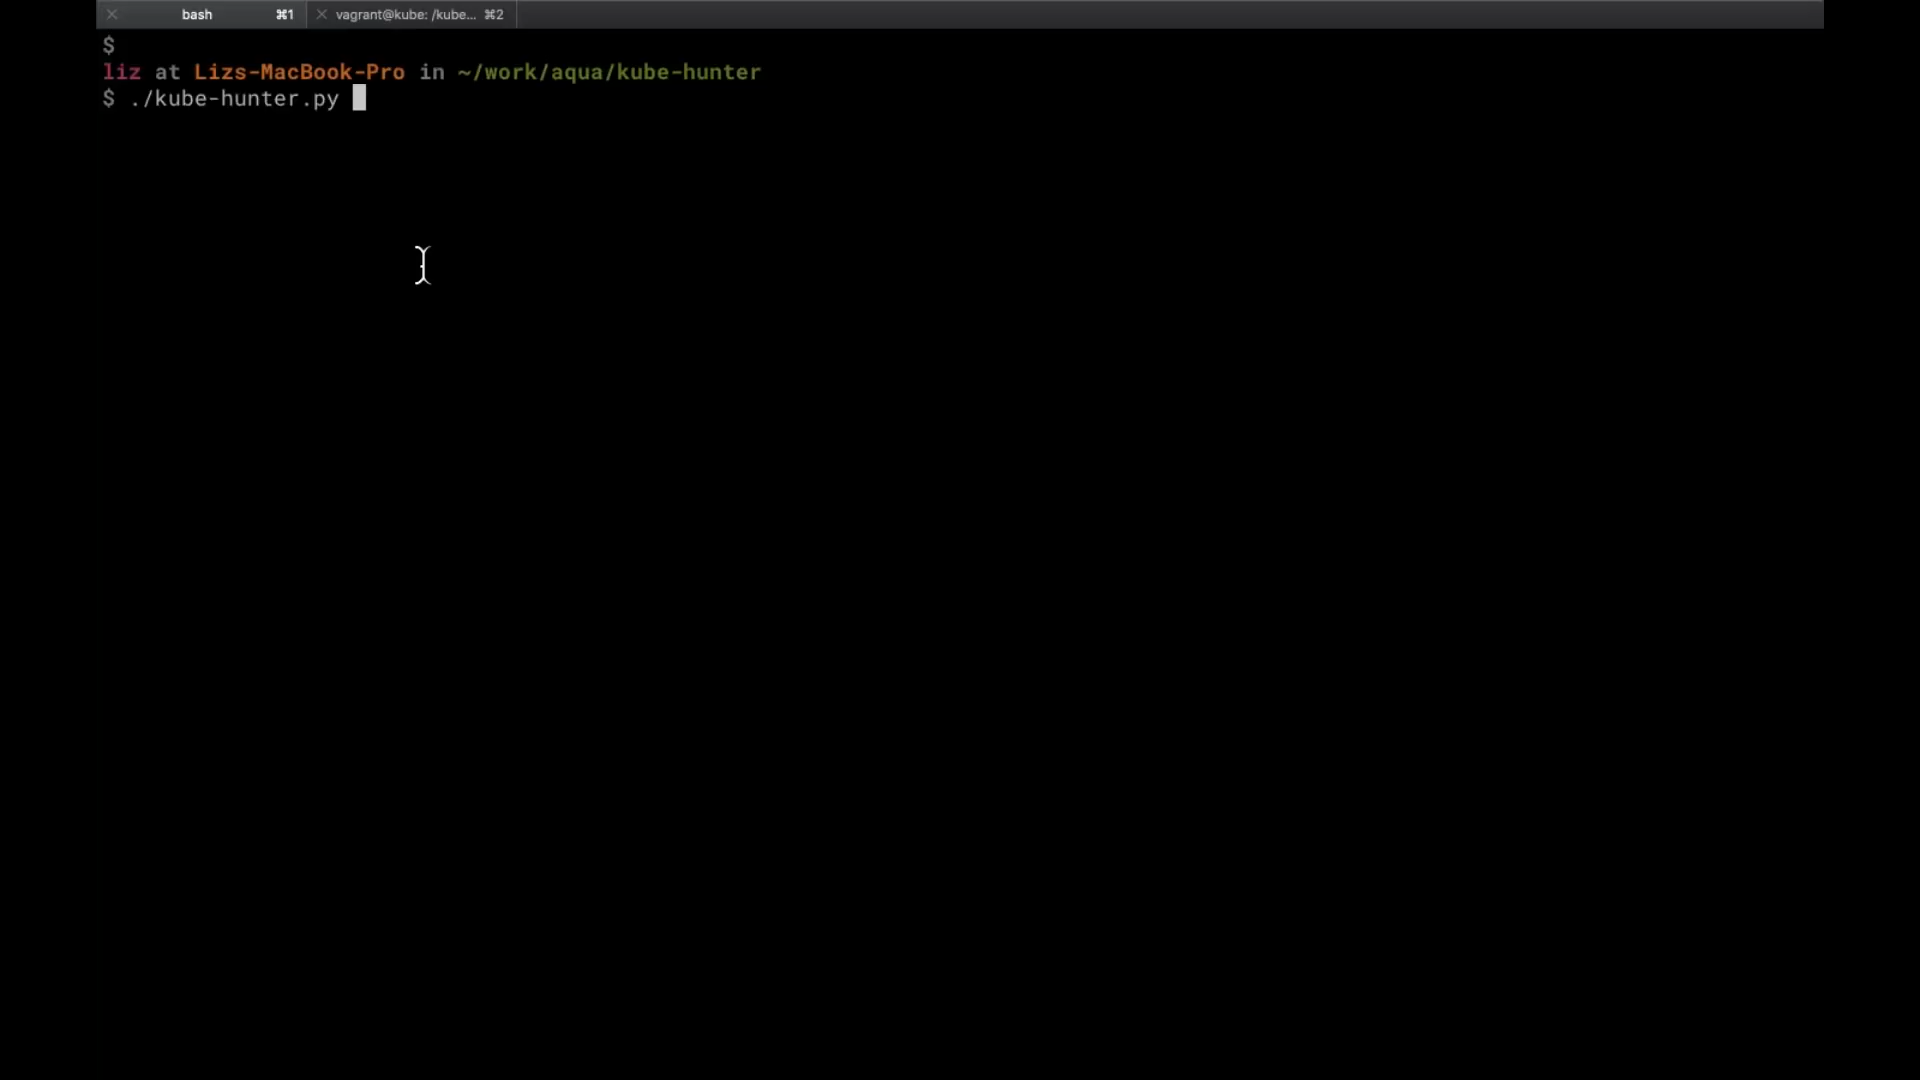 bash ⌘1 vagrant@kube: /kube... ⌘2
$
liz at Lizs-MacBook-Pro in ~/work/aqua/kube-hunter
$ ./kube-hunter.py